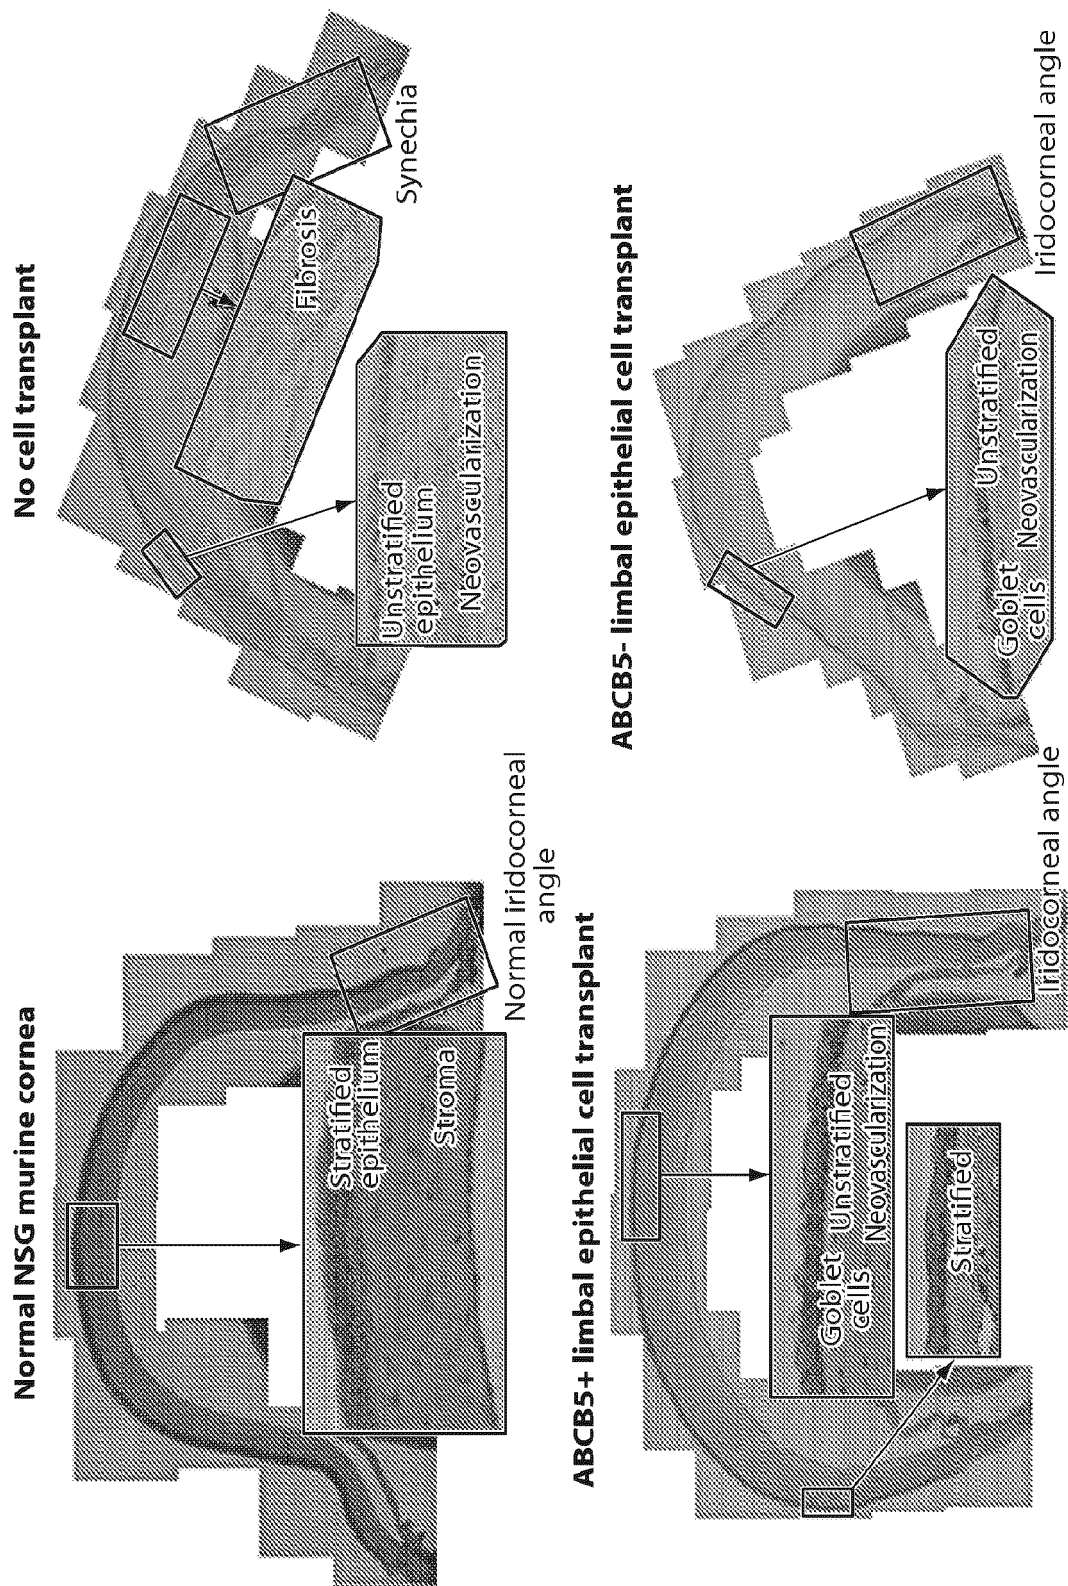 Normal NSG murine cornea
Stratified
epithelium
Stroma
Normal iridocorneal
angle
No cell transplant
Fibrosis
Synechia
Unstratified
epithelium
Neovascularization
ABCB5+ limbal epithelial cell transplant
Goblet
cells
Unstratified
Neovascularization
Stratified
Iridocorneal angle
ABCB5- limbal epithelial cell transplant
Goblet
cells
Unstratified
Neovascularization
Iridocorneal angle